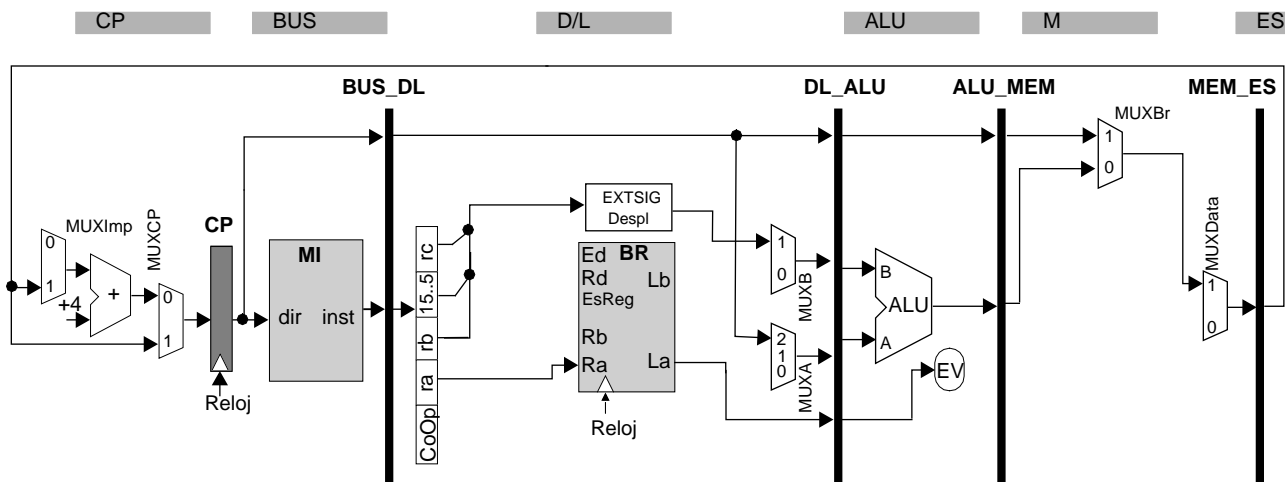 CP BUS D/L ALU M ES
BUS_DL DL_ALU ALU_MEM MEM_ES
MUXBr
1
0
EXTSIG
Despl
MUXImp
MUXCP
CP
MI
dir inst
0
1
+4
+
0
1
Reloj
rc
15..5
rb
ra
CoOp
Ed BR
Rd Lb
EsReg
Rb
Ra La
Reloj
1
0
MUXB
2
1
0
MUXA
B
ALU
A
EV
MUXData
1
0